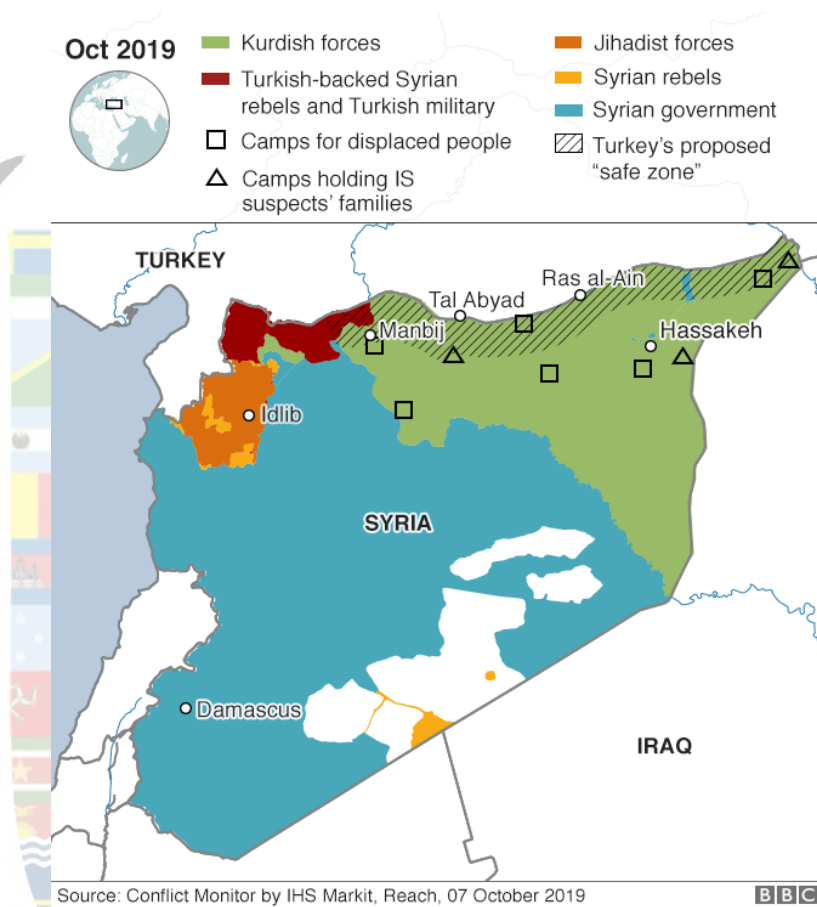 Oct 2019
Kurdish forces
Turkish-backed Syrian
rebels and Turkish military
Camps for displaced people
Camps holding IS
suspects' families
Jihadist forces
Syrian rebels
Syrian government
Turkey's proposed
"safe zone"
TURKEY
Ras al-Ain
Tal Abyad
Manbij
Hassakeh
Idlib
SYRIA
Damascus
IRAQ
Source: Conflict Monitor by IHS Markit, Reach, 07 October 2019
BBC